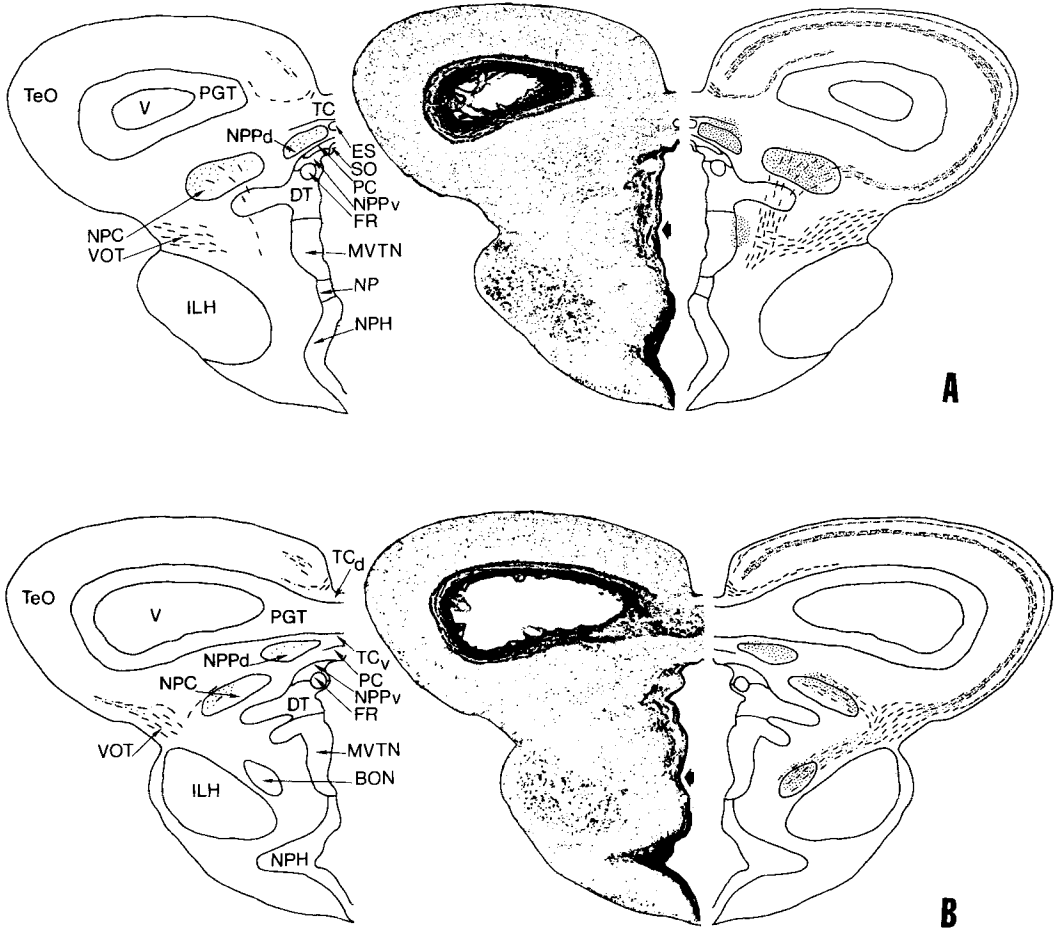 TeO
V
PGT
TC
NPPd
ES
SO
PC
NPPv
FR
DT
NPC
VOT
MVTN
NP
ILH
NPH
A
TCd
TeO
V
PGT
NPPd
TCv
PC
NPC
NPPv
FR
DT
VOT
MVTN
BON
ILH
NPH
B